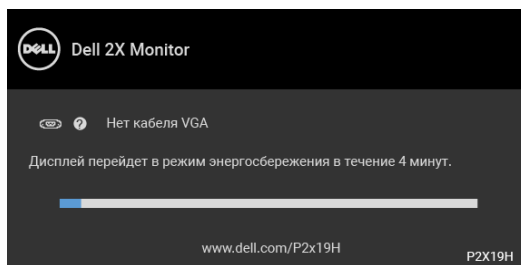 DELL
Dell 2X Monitor
Нет кабеля VGA
Дисплей перейдет в режим энергосбережения в течение 4 минут.
www.dell.com/P2x19H
P2X19H